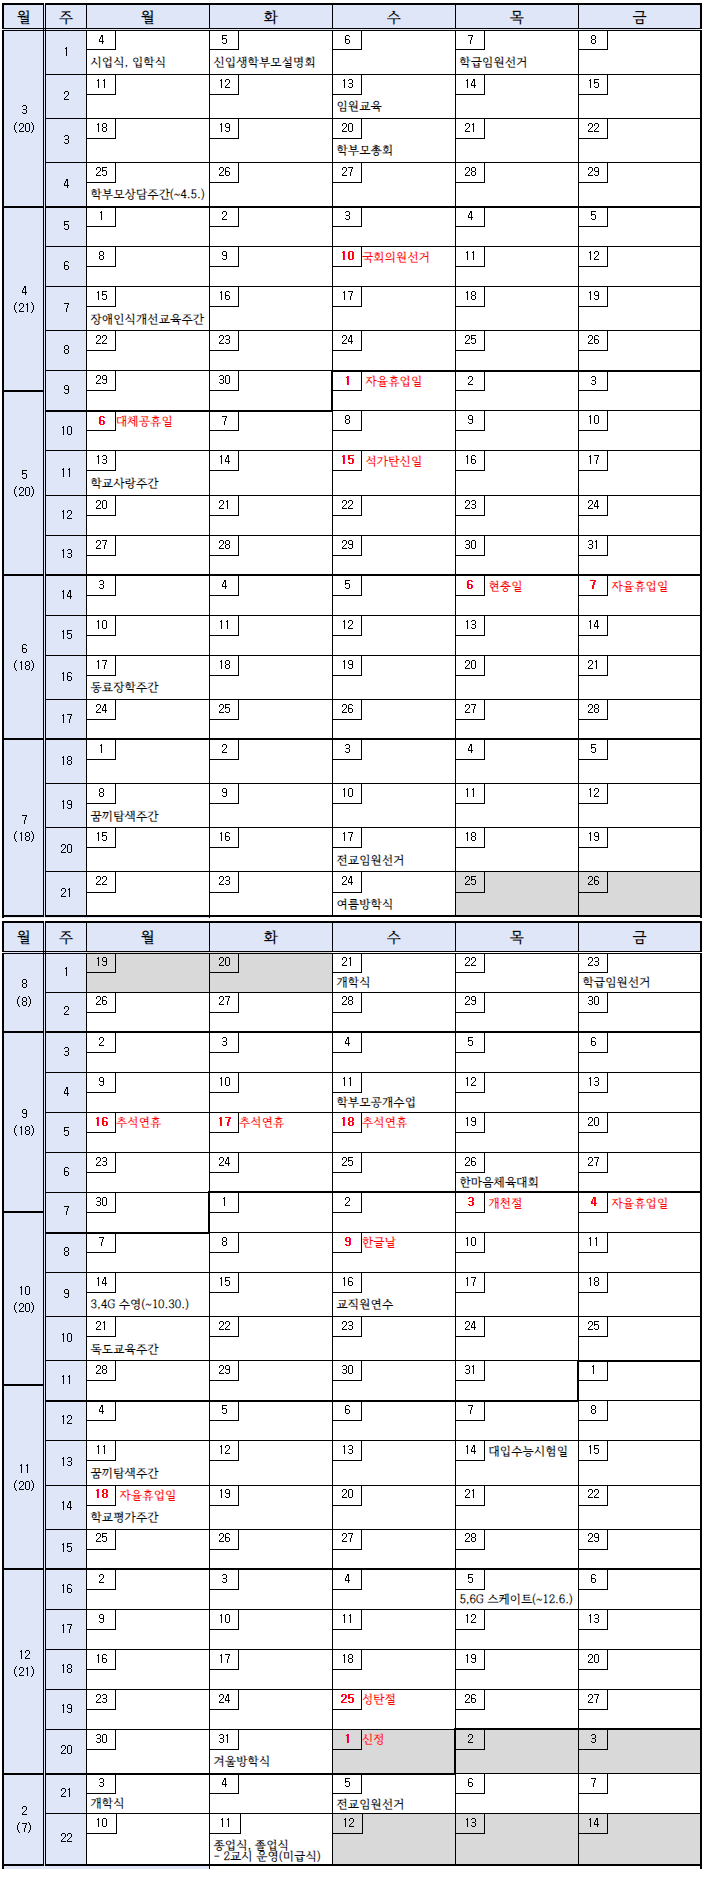 월 주 월 화 수 목 금
3
(20)
1 4 5 6 7 8
시업식, 입학식 신입생학부모설명회 학급임원선거
2 11 12 13 14 15
임원교육
3 18 19 20 21 22
학부모총회
4 25 26 27 28 29
학부모상담주간(~4.5.)
4
(21)
5 1 2 3 4 5
6 8 9 10 국회의원선거 11 12
7 15 16 17 18 19
장애인식개선교육주간
8 22 23 24 25 26
9 29 30 1 자율휴업일 2 3
5
(20)
10 6 대체공휴일 7 8 9 10
11 13 14 15 석가탄신일 16 17
학교사랑주간
12 20 21 22 23 24
13 27 28 29 30 31
6
(18)
14 3 4 5 6 현충일 7 자율휴업일
15 10 11 12 13 14
16 17 18 19 20 21
동료장학주간
17 24 25 26 27 28
7
(18)
18 1 2 3 4 5
19 8 9 10 11 12
꿈끼탐색주간
20 15 16 17 18 19
전교임원선거
21 22 23 24 25 26
여름방학식
월 주 월 화 수 목 금
8
(8)
1 19 20 21 22 23
개학식 학급임원선거
2 26 27 28 29 30
9
(18)
3 2 3 4 5 6
4 9 10 11 12 13
학부모공개수업
5 16 추석연휴 17 추석연휴 18 추석연휴 19 20
6 23 24 25 26 27
한마음체육대회
7 30 1 2 3 개천절 4 자율휴업일
10
(20)
8 7 8 9 한글날 10 11
9 14 15 16 17 18
3,4G 수영(~10.30.) 교직원연수
10 21 22 23 24 25
독도교육주간
11 28 29 30 31 1
11
(20)
12 4 5 6 7 8
13 11 12 13 14 대입수능시험일 15
꿈끼탐색주간
14 18 자율휴업일 19 20 21 22
학교평가주간
15 25 26 27 28 29
12
(21)
16 2 3 4 5 6
5,6G 스케이트(~12.6.)
17 9 10 11 12 13
18 16 17 18 19 20
19 23 24 25 성탄절 26 27
20 30 31 1 신정 2 3
겨울방학식
2
(7)
21 3 4 5 6 7
개학식 전교임원선거
22 10 11 12 13 14
종업식, 졸업식
- 2교시 운영(미급식)